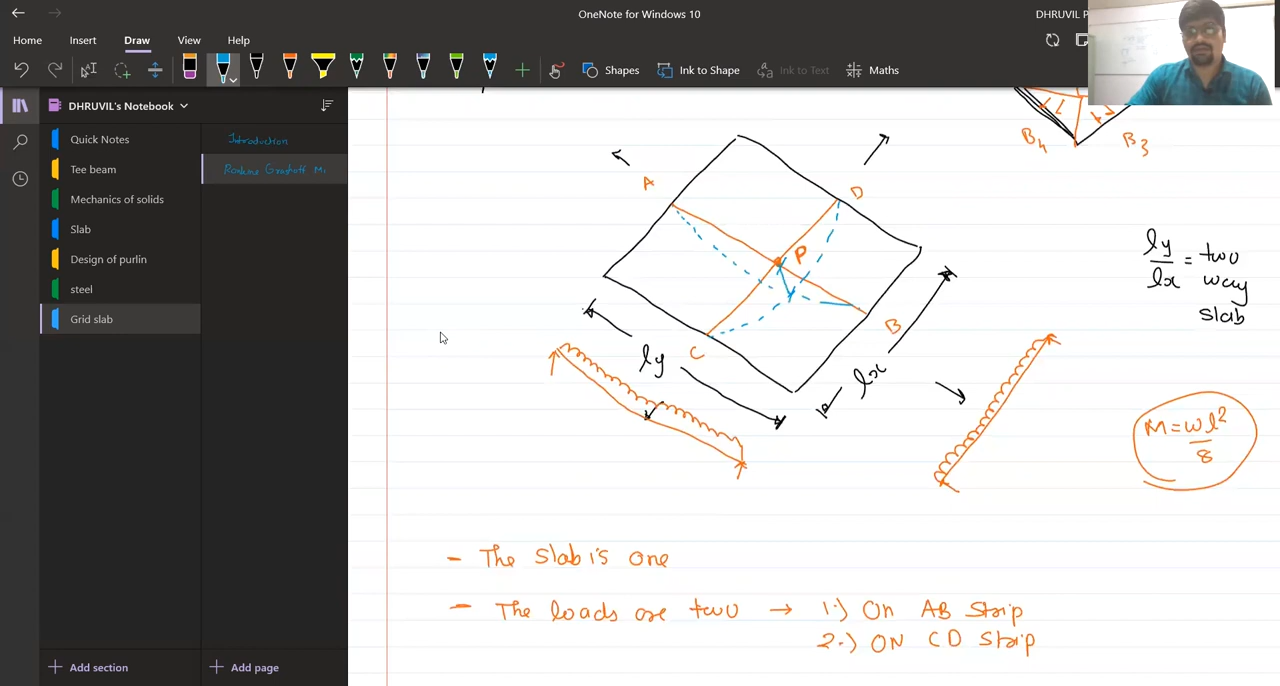 OneNote for Windows 10
DHRUVIL P
Home Insert Draw View Help
Shapes Ink to Shape Ink to Text Maths
DHRUVIL's Notebook
Quick Notes
Tee beam
Mechanics of solids
Slab
Design of purlin
steel
Grid slab
Introduction
Rankine Grashoff M
Add section
Add page
B4
B3
A
D
P
B
C
ly
lx
ly/lx = two
way
slab
M = wl²/8
- The slab is one
- The loads are two → 1.) On AB Strip
2.) ON CD Strip